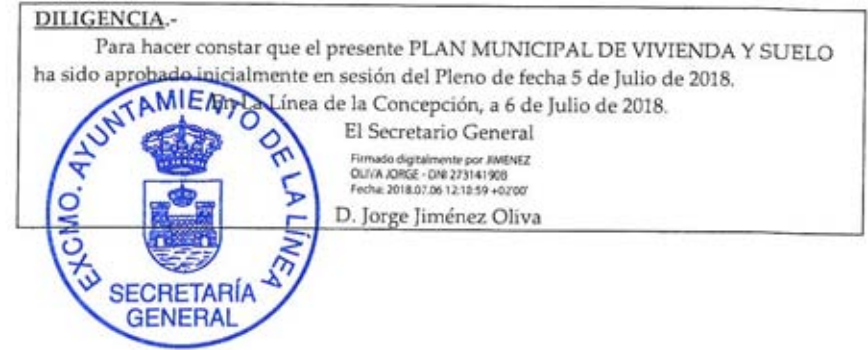 DILIGENCIA.-
Para hacer constar que el presente PLAN MUNICIPAL DE VIVIENDA Y SUELO
ha sido aprobado inicialmente en sesión del Pleno de fecha 5 de Julio de 2018.
En La Línea de la Concepción, a 6 de Julio de 2018.
El Secretario General
Firmado digitalmente por JIMENEZ
OLIVA JORGE - DNI 27314190B
Fecha: 2018.07.06 12:18:59 +02'00'
D. Jorge Jiménez Oliva
EXCMO. AYUNTAMIENTO DE LA LÍNEA
SECRETARÍA
GENERAL